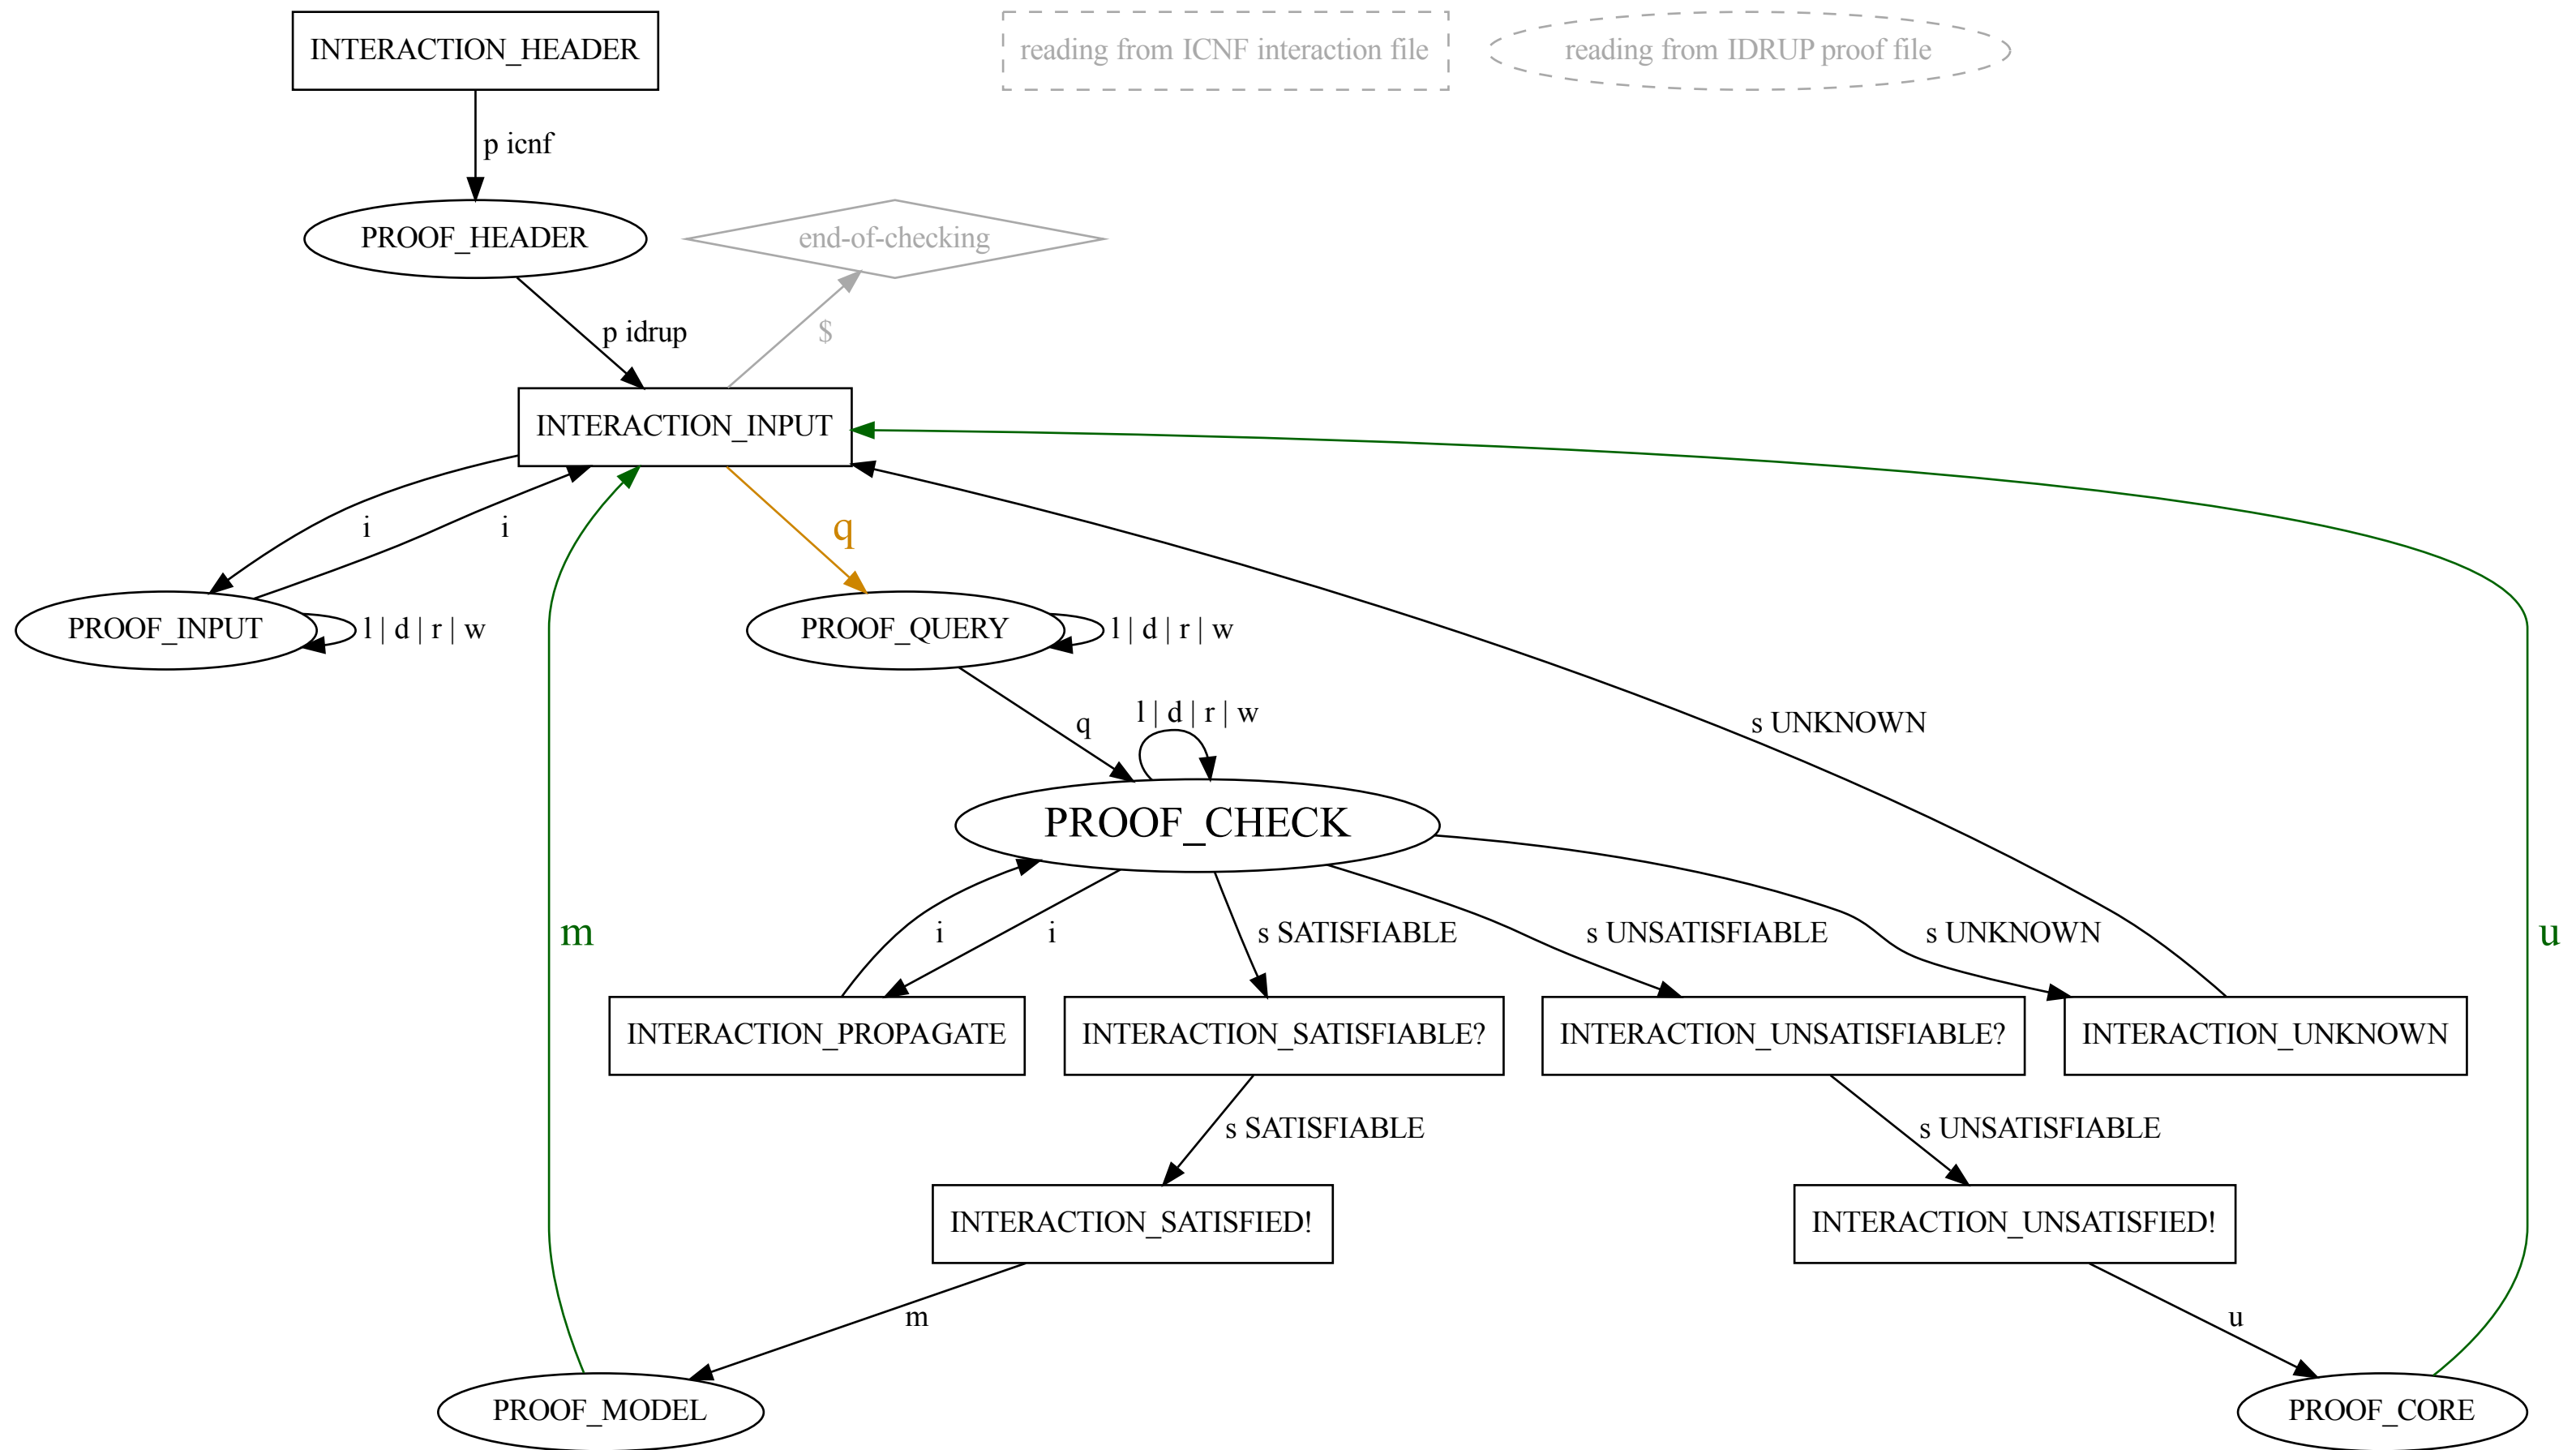 INTERACTION_HEADER
reading from ICNF interaction file
reading from IDRUP proof file
p icnf
PROOF_HEADER
end-of-checking
p idrup
$
INTERACTION_INPUT
i
i
q
PROOF_INPUT
l | d | r | w
PROOF_QUERY
l | d | r | w
q
l | d | r | w
s UNKNOWN
PROOF_CHECK
m
i
i
s SATISFIABLE
s UNSATISFIABLE
s UNKNOWN
u
INTERACTION_PROPAGATE
INTERACTION_SATISFIABLE?
INTERACTION_UNSATISFIABLE?
INTERACTION_UNKNOWN
s SATISFIABLE
s UNSATISFIABLE
INTERACTION_SATISFIED!
INTERACTION_UNSATISFIED!
m
u
PROOF_MODEL
PROOF_CORE